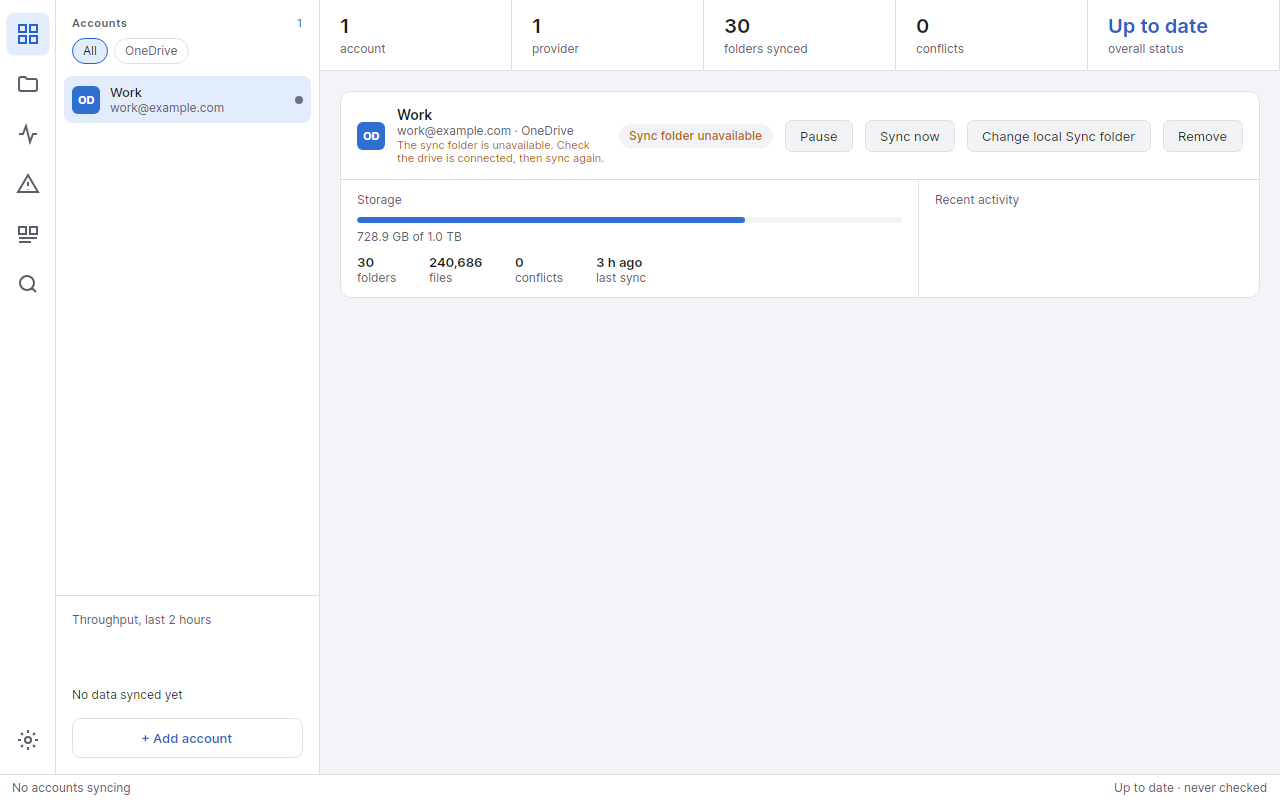 Accounts 1
All OneDrive
OD Work
work@example.com
Throughput, last 2 hours
No data synced yet
+ Add account
1
account
1
provider
30
folders synced
0
conflicts
Up to date
overall status
OD
Work
work@example.com · OneDrive
The sync folder is unavailable. Check
the drive is connected, then sync again.
Sync folder unavailable
Pause
Sync now
Change local Sync folder
Remove
Storage
728.9 GB of 1.0 TB
30
folders
240,686
files
0
conflicts
3 h ago
last sync
Recent activity
No accounts syncing
Up to date · never checked